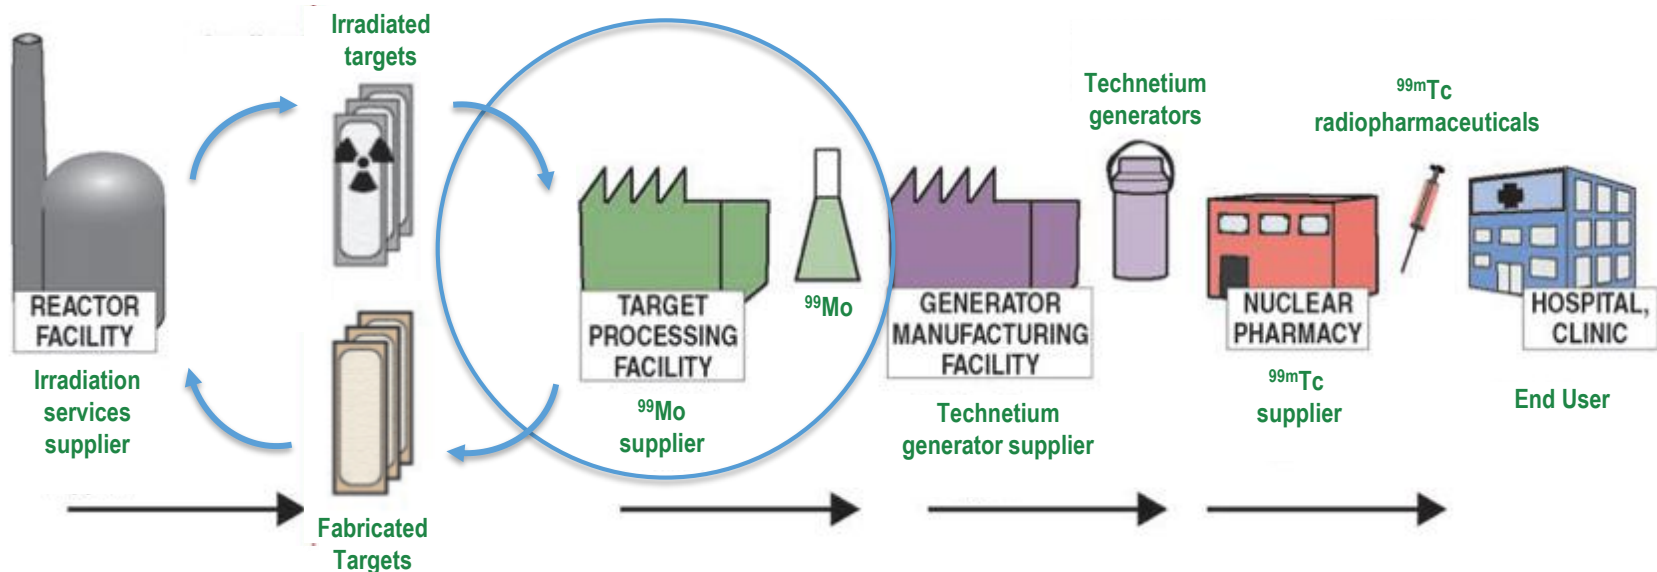 Irradiated
targets
Technetium
generators
⁹⁹ᵐTc
radiopharmaceuticals
REACTOR
FACILITY
Irradiation
services
supplier
Fabricated
Targets
TARGET
PROCESSING
FACILITY
⁹⁹Mo
supplier
⁹⁹Mo
GENERATOR
MANUFACTURING
FACILITY
Technetium
generator supplier
NUCLEAR
PHARMACY
⁹⁹ᵐTc
supplier
HOSPITAL,
CLINIC
End User